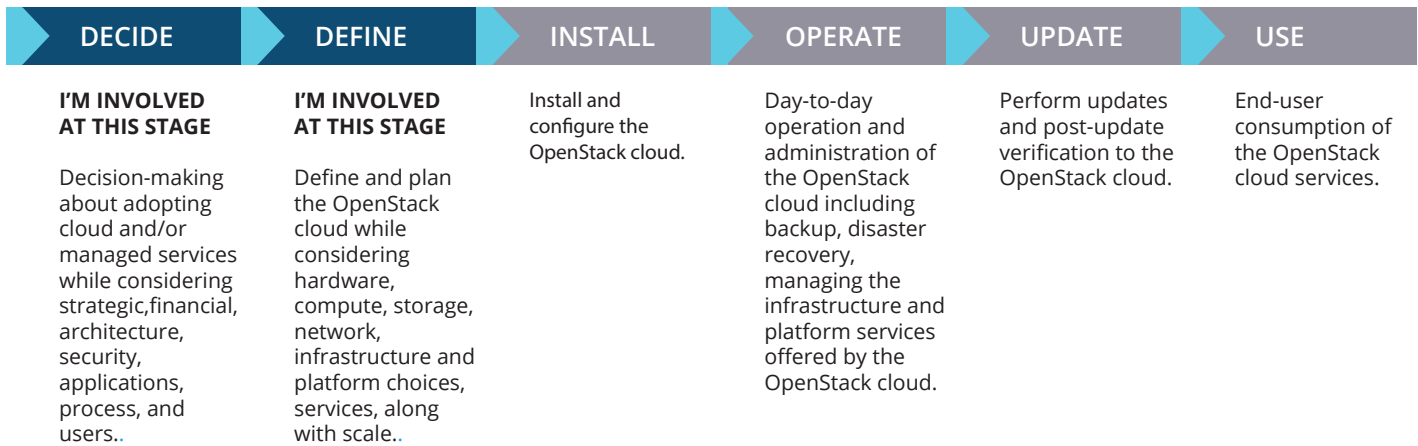 DECIDE
DEFINE
INSTALL
OPERATE
UPDATE
USE
I'M INVOLVED
AT THIS STAGE
Decision-making
about adopting
cloud and/or
managed services
while considering
strategic,financial,
architecture,
security,
applications,
process, and
users..
I'M INVOLVED
AT THIS STAGE
Define and plan
the OpenStack
cloud while
considering
hardware,
compute, storage,
network,
infrastructure and
platform choices,
services, along
with scale..
Install and
configure the
OpenStack cloud.
Day-to-day
operation and
administration of
the OpenStack
cloud including
backup, disaster
recovery,
managing the
infrastructure and
platform services
offered by the
OpenStack cloud.
Perform updates
and post-update
verification to the
OpenStack cloud.
End-user
consumption of
the OpenStack
cloud services.